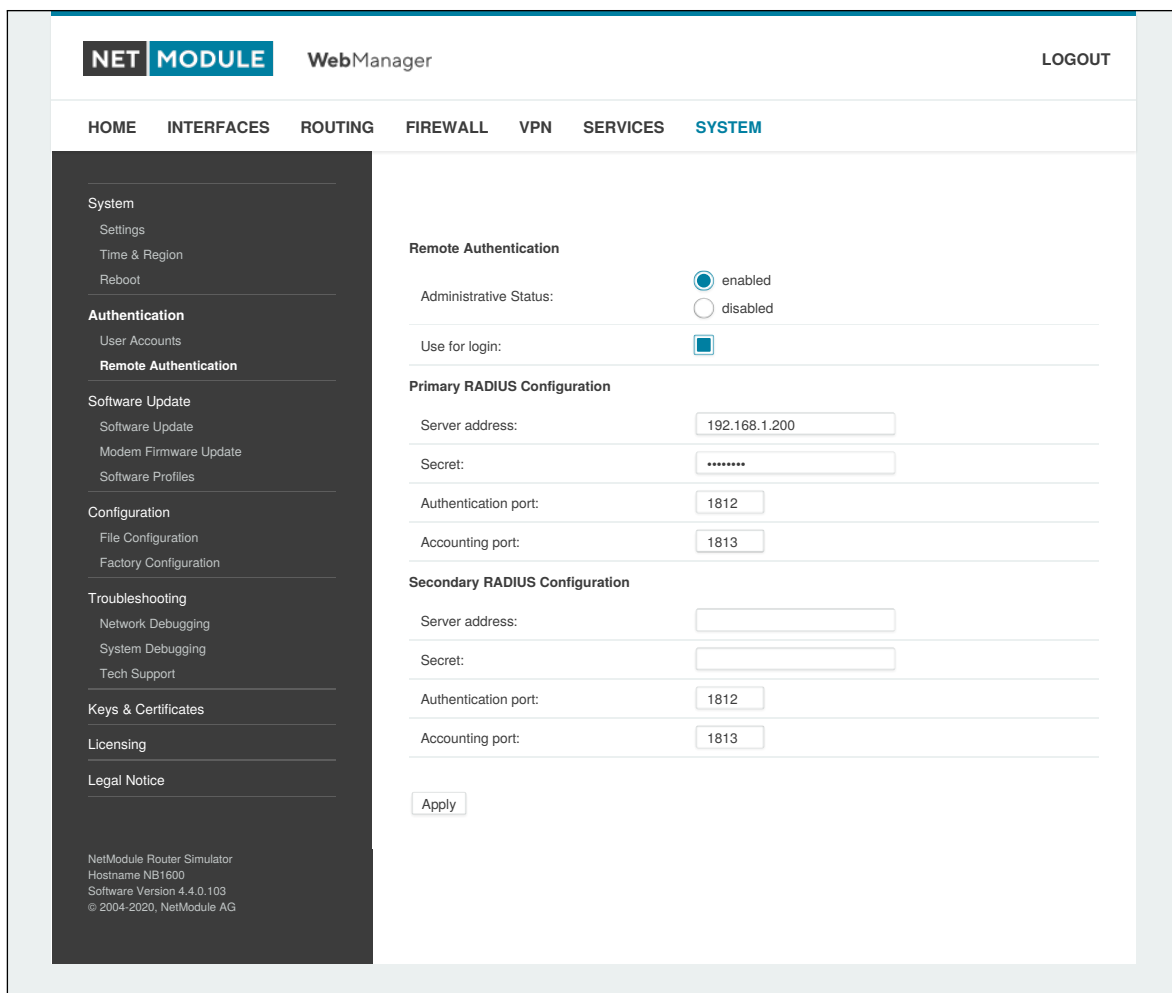 NET MODULE WebManager LOGOUT
HOME INTERFACES ROUTING FIREWALL VPN SERVICES SYSTEM
System
Settings
Time & Region
Reboot
Authentication
User Accounts
Remote Authentication
Software Update
Software Update
Modem Firmware Update
Software Profiles
Configuration
File Configuration
Factory Configuration
Troubleshooting
Network Debugging
System Debugging
Tech Support
Keys & Certificates
Licensing
Legal Notice
NetModule Router Simulator
Hostname NB1600
Software Version 4.4.0.103
© 2004-2020, NetModule AG
Remote Authentication
Administrative Status:
enabled
disabled
Use for login:
Primary RADIUS Configuration
Server address: 192.168.1.200
Secret: ••••••••
Authentication port: 1812
Accounting port: 1813
Secondary RADIUS Configuration
Server address:
Secret:
Authentication port: 1812
Accounting port: 1813
Apply